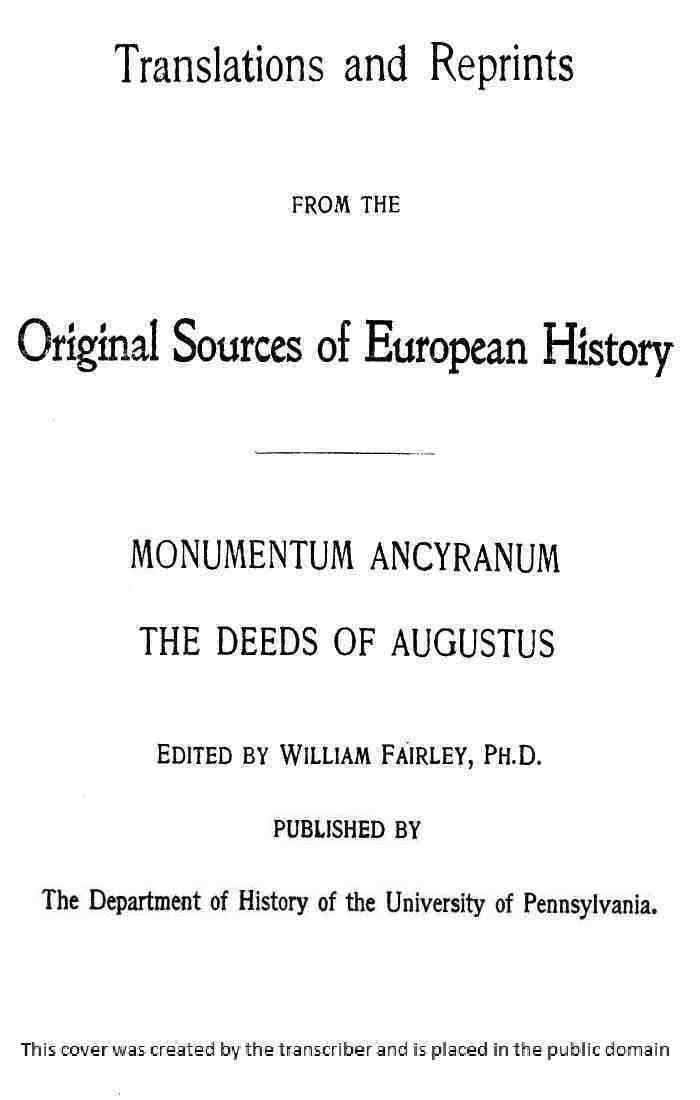 Translations and Reprints
FROM THE
Original Sources of European History
MONUMENTUM ANCYRANUM
THE DEEDS OF AUGUSTUS
EDITED BY WILLIAM FAIRLEY, PH.D.
PUBLISHED BY
The Department of History of the University of Pennsylvania.
This cover was created by the transcriber and is placed in the public domain